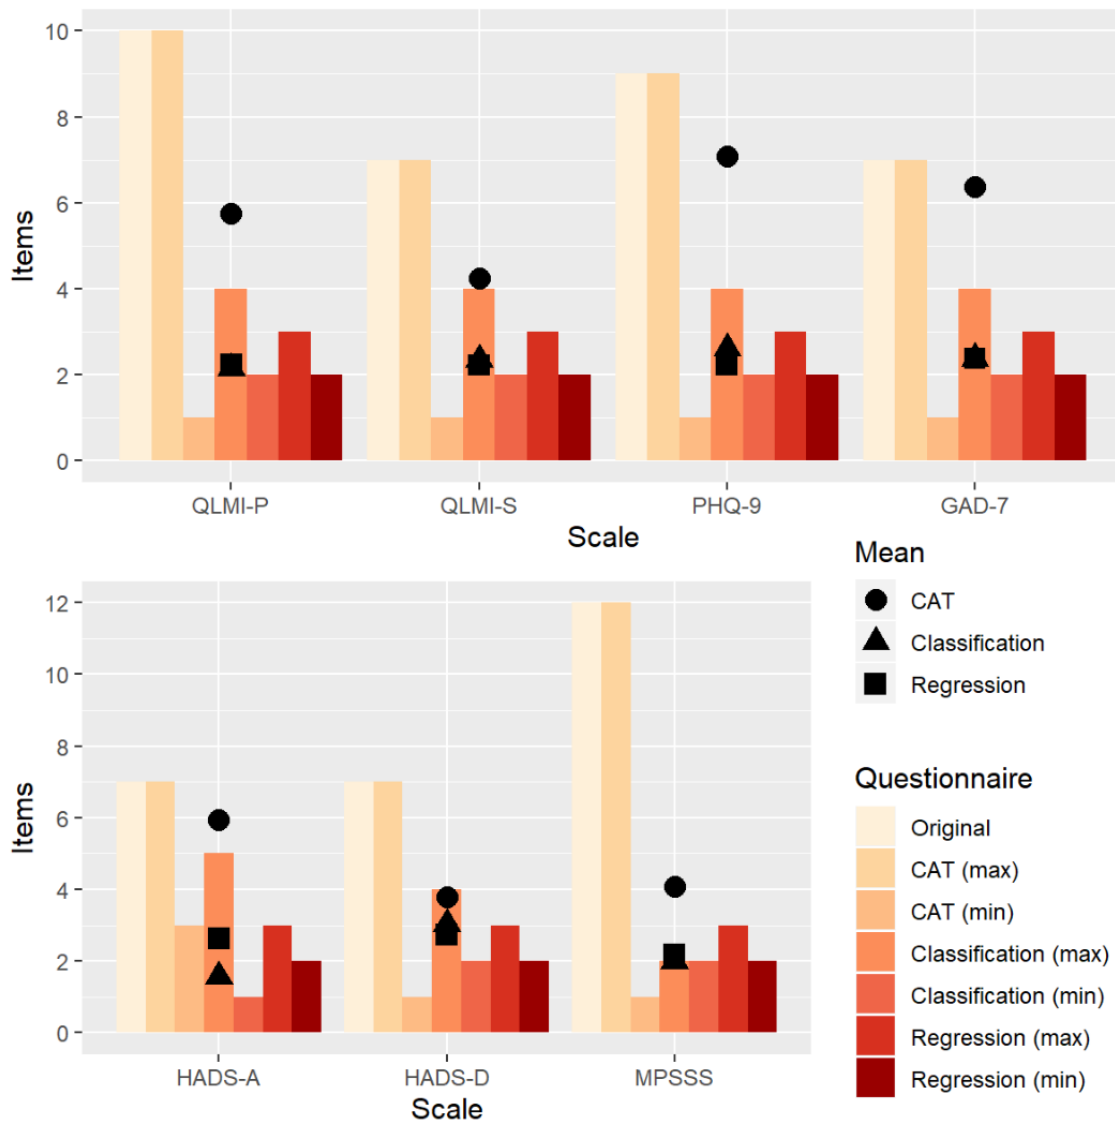 10
8
6
4
2
0
Items
QLMI-P QLMI-S PHQ-9 GAD-7
Scale
12
10
8
6
4
2
0
Items
HADS-A HADS-D MPSSS
Scale
Mean
CAT
Classification
Regression
Questionnaire
Original
CAT (max)
CAT (min)
Classification (max)
Classification (min)
Regression (max)
Regression (min)